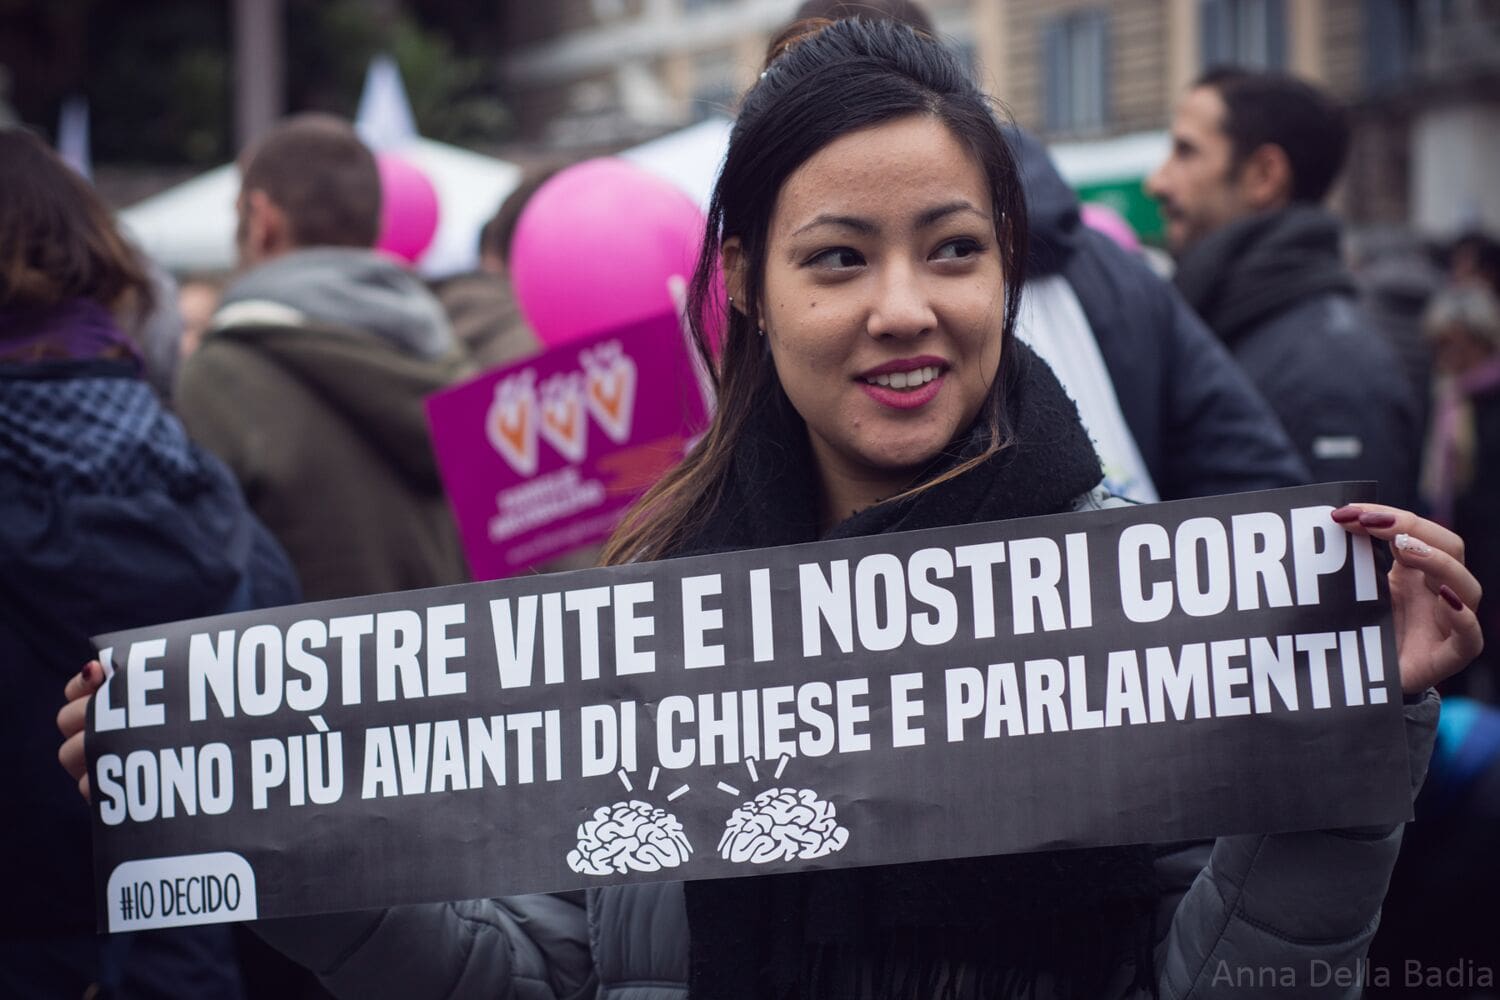 LE NOSTRE VITE E I NOSTRI CORPI
SONO PIÙ AVANTI DI CHIESE E PARLAMENTI!
#IO DECIDO
Anna Della Badia